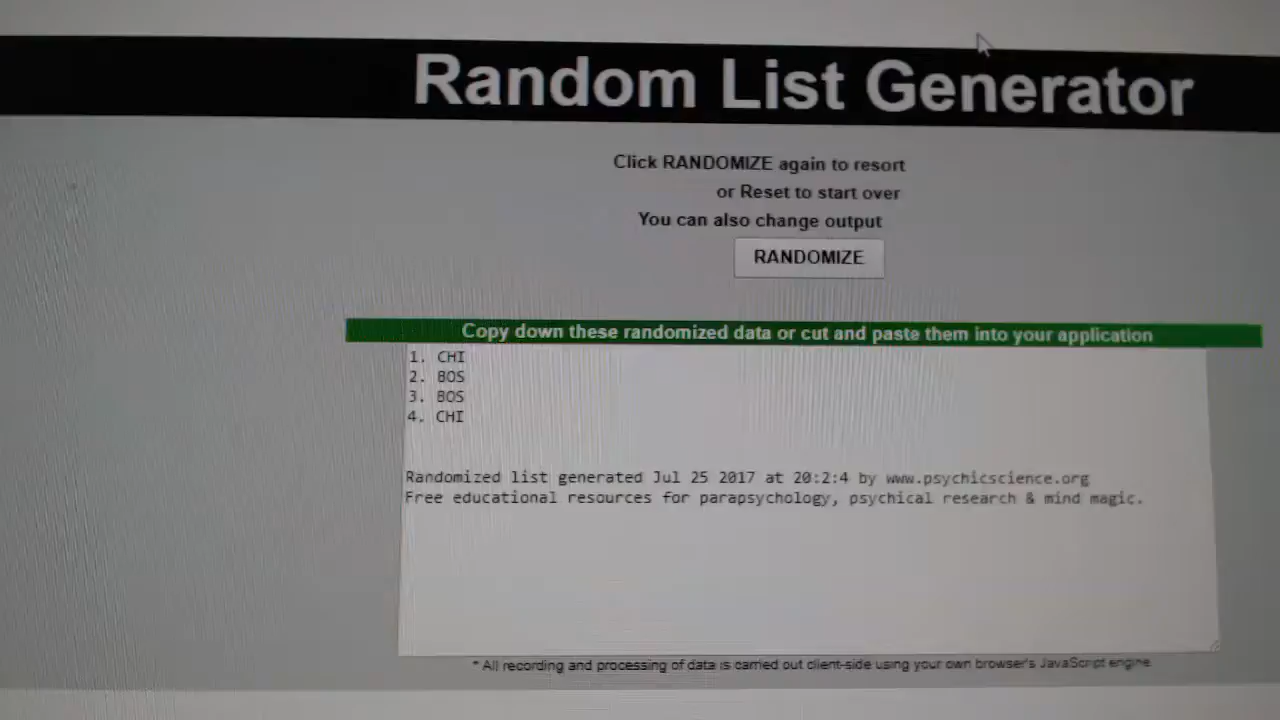 Random List Generator
Click RANDOMIZE again to resort
or Reset to start over
You can also change output
RANDOMIZE
Copy down these randomized data or cut and paste them into your application
1. CHI
2. BOS
3. BOS
4. CHI
Randomized list generated Jul 25 2017 at 20:2:4 by www.psychicscience.org
Free educational resources for parapsychology, psychical research & mind magic.
* All recording and processing of data is carried out client-side using your own browser's JavaScript engine